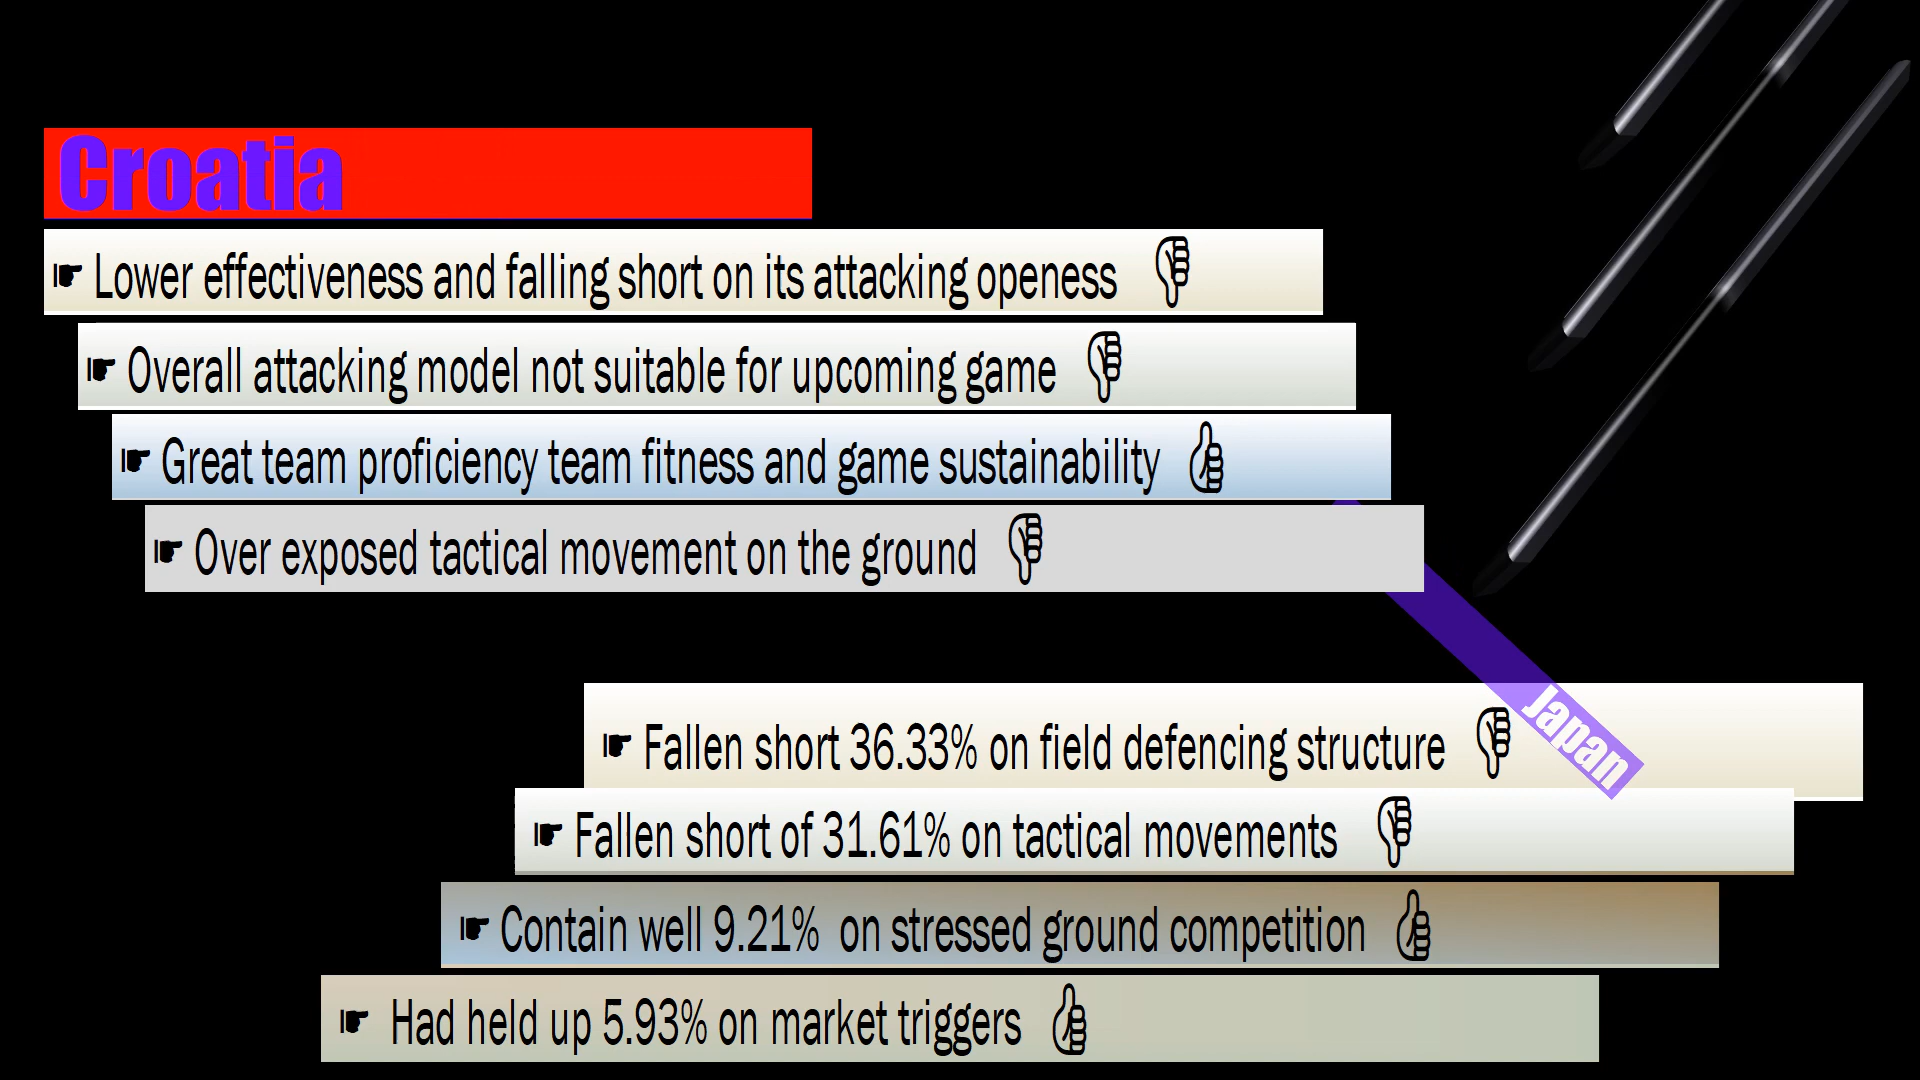 Croatia
☛ Lower effectiveness and falling short on its attacking openess 👎
☛ Overall attacking model not suitable for upcoming game 👎
☛ Great team proficiency team fitness and game sustainability 👍
☛ Over exposed tactical movement on the ground 👎
Japan
☛ Fallen short 36.33% on field defencing structure 👎
☛ Fallen short of 31.61% on tactical movements 👎
☛ Contain well 9.21% on stressed ground competition 👍
☛ Had held up 5.93% on market triggers 👍